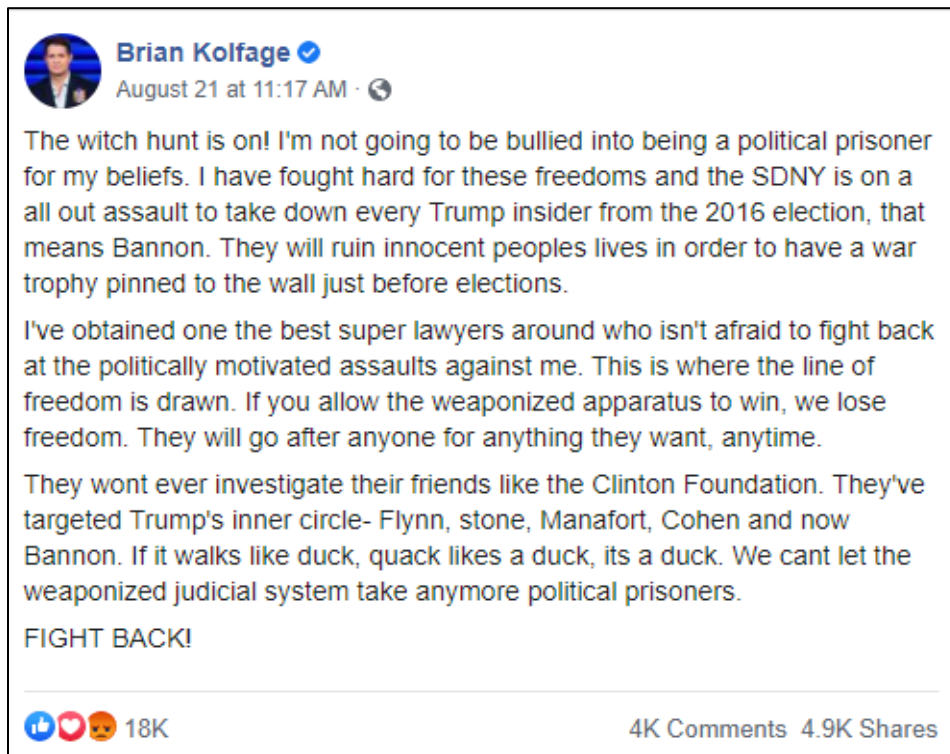 Brian Kolfage
August 21 at 11:17 AM ·
The witch hunt is on! I'm not going to be bullied into being a political prisoner
for my beliefs. I have fought hard for these freedoms and the SDNY is on a
all out assault to take down every Trump insider from the 2016 election, that
means Bannon. They will ruin innocent peoples lives in order to have a war
trophy pinned to the wall just before elections.
I've obtained one the best super lawyers around who isn't afraid to fight back
at the politically motivated assaults against me. This is where the line of
freedom is drawn. If you allow the weaponized apparatus to win, we lose
freedom. They will go after anyone for anything they want, anytime.
They wont ever investigate their friends like the Clinton Foundation. They've
targeted Trump's inner circle- Flynn, stone, Manafort, Cohen and now
Bannon. If it walks like duck, quack likes a duck, its a duck. We cant let the
weaponized judicial system take anymore political prisoners.
FIGHT BACK!
18K 4K Comments 4.9K Shares